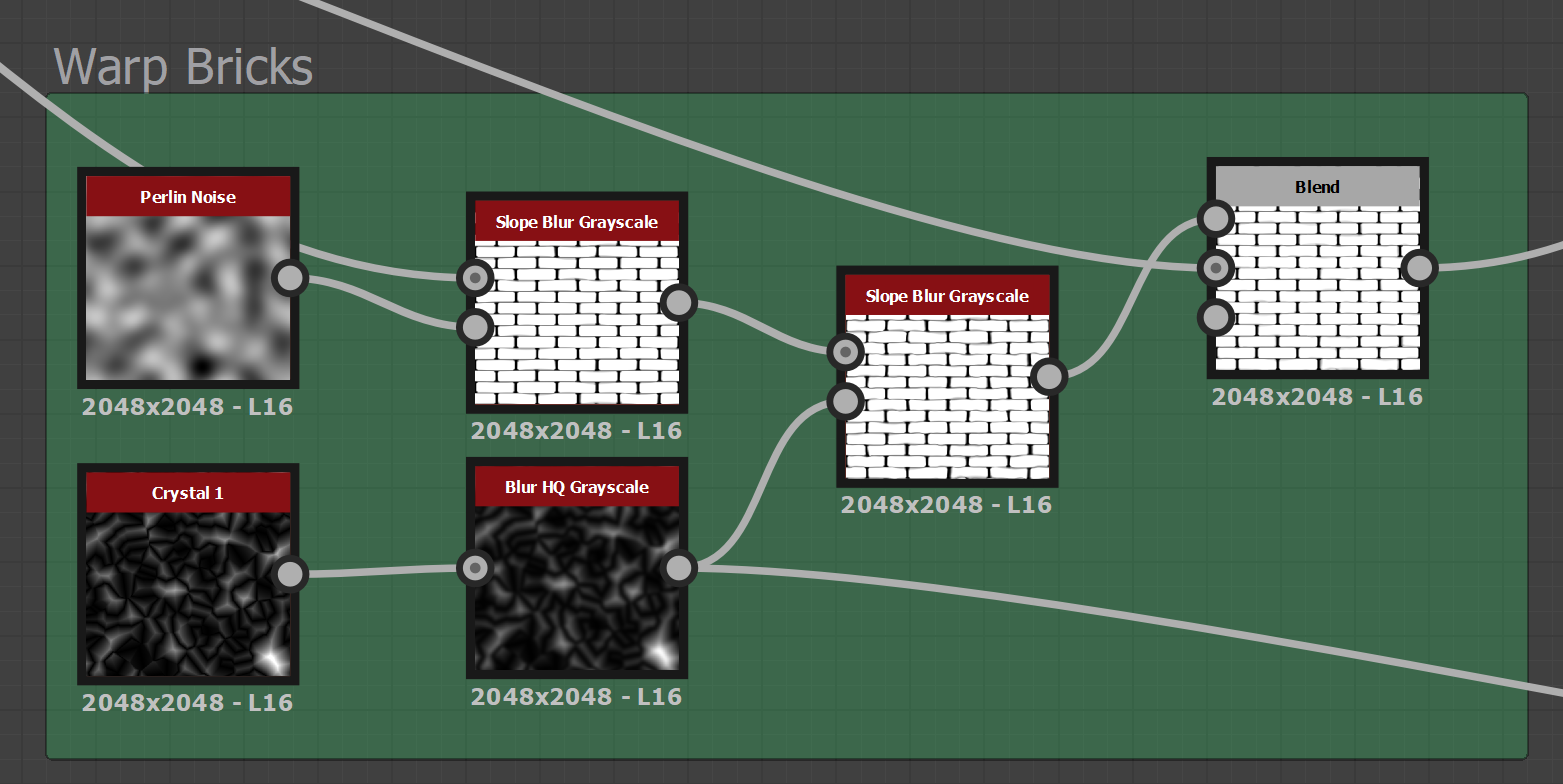 Warp Bricks
Perlin Noise
2048x2048 - L16
Slope Blur Grayscale
2048x2048 - L16
Slope Blur Grayscale
2048x2048 - L16
Blend
2048x2048 - L16
Crystal 1
2048x2048 - L16
Blur HQ Grayscale
2048x2048 - L16